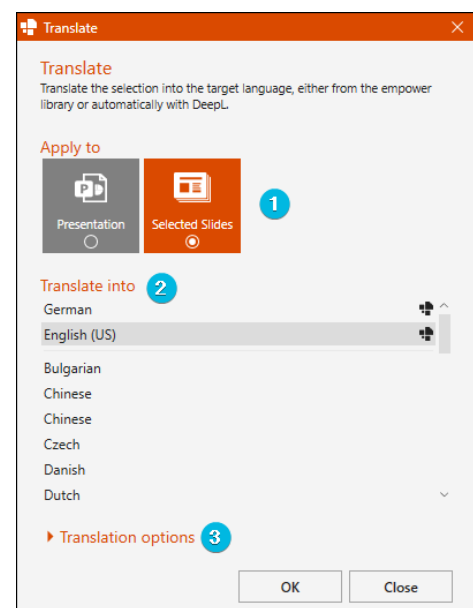 Translate
Translate
Translate the selection into the target language, either from the empower
library or automatically with DeepL.
Apply to
Presentation
Selected Slides
1
Translate into 2
German
English (US)
Bulgarian
Chinese
Chinese
Czech
Danish
Dutch
Translation options 3
OK Close